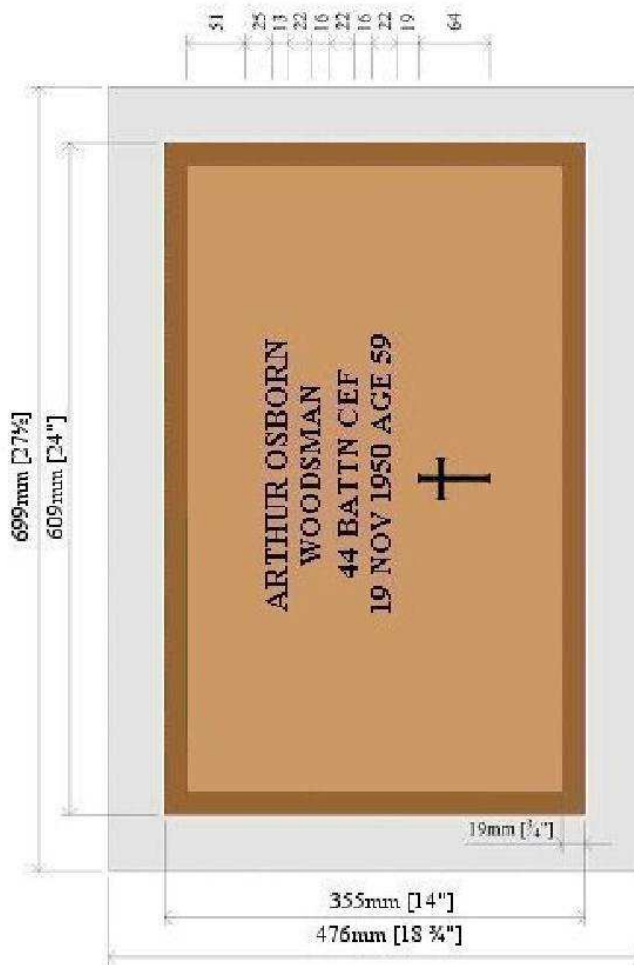 51
25
13
22
16
22
16
22
19
64
699mm [27½]
609mm [24"]
ARTHUR OSBORN
WOODSMAN
44 BATTN CEF
19 NOV 1950 AGE 59
19mm [¾"]
355mm [14"]
476mm [18 ¾"]